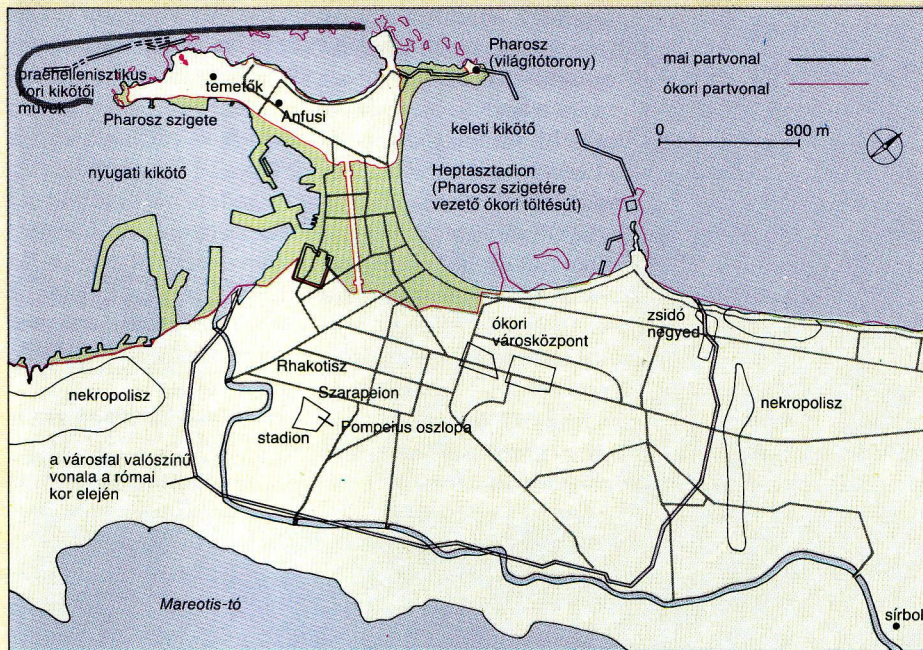 praehellenisztikus
kori kikötői
művek
temetők
Anfusi
Pharosz szigete
nyugati kikötő
Pharosz
(világítótorony)
keleti kikötő
Heptasztadion
(Pharosz szigetére
vezető ókori töltésút)
mai partvonal
ókori partvonal
0
800 m
ókori
városközpont
zsidó
negyed
Rhakotisz
Szarapeion
nekropolisz
stadion
Pompeius oszlopa
nekropolisz
a városfal valószínű
vonala a római
kor elején
Mareotis-tó
sírbol